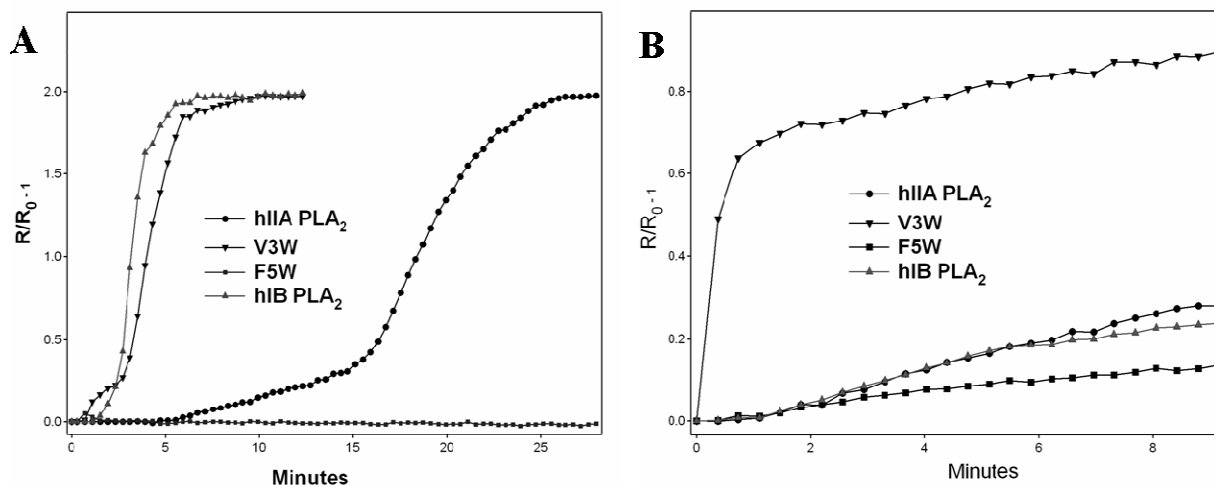 A
R/R₀ - 1
2.0
1.5
1.0
0.5
0.0
hIIA PLA₂
V3W
F5W
hIB PLA₂
0 5 10 15 20 25
Minutes
B
R/R₀ - 1
0.8
0.6
0.4
0.2
0.0
hIIA PLA₂
V3W
F5W
hIB PLA₂
0 2 4 6 8
Minutes